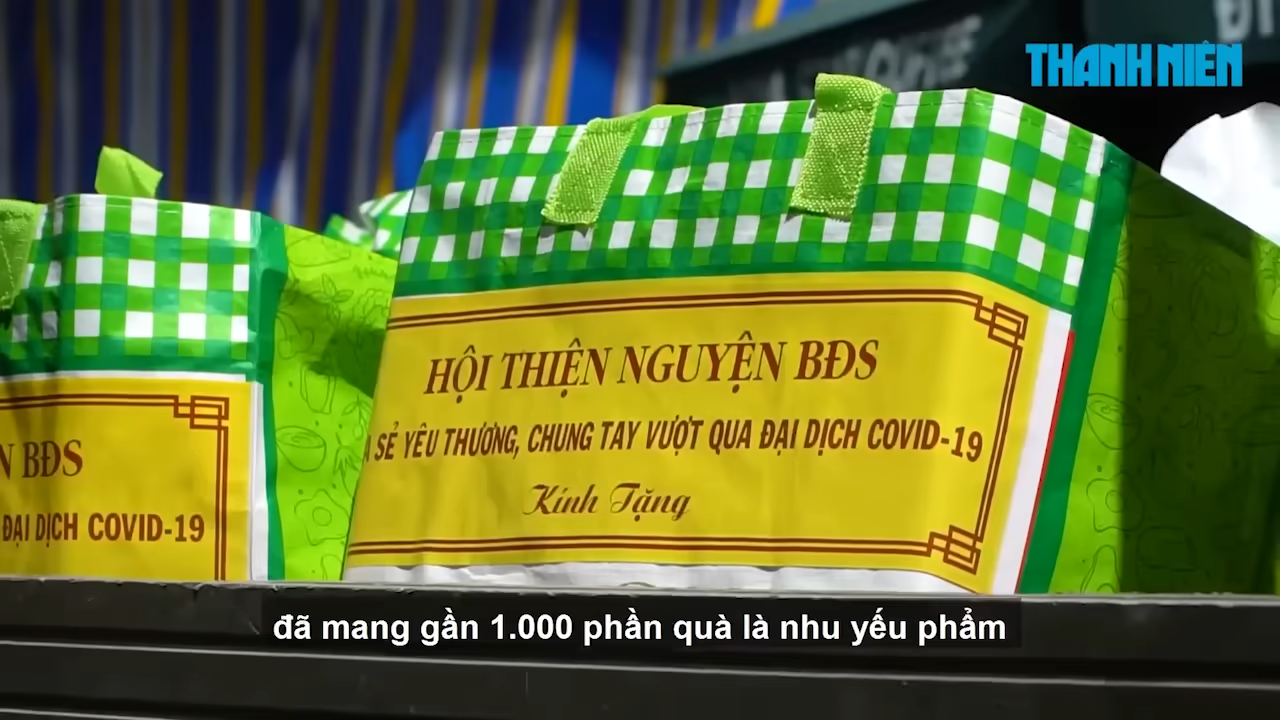 THANH NIÊN
HỘI THIỆN NGUYỆN BĐS
SẺ YÊU THƯƠNG, CHUNG TAY VƯỢT QUA ĐẠI DỊCH COVID-19
Kính Tặng
BĐS
ĐẠI DỊCH COVID-19
đã mang gần 1.000 phần quà là nhu yếu phẩm